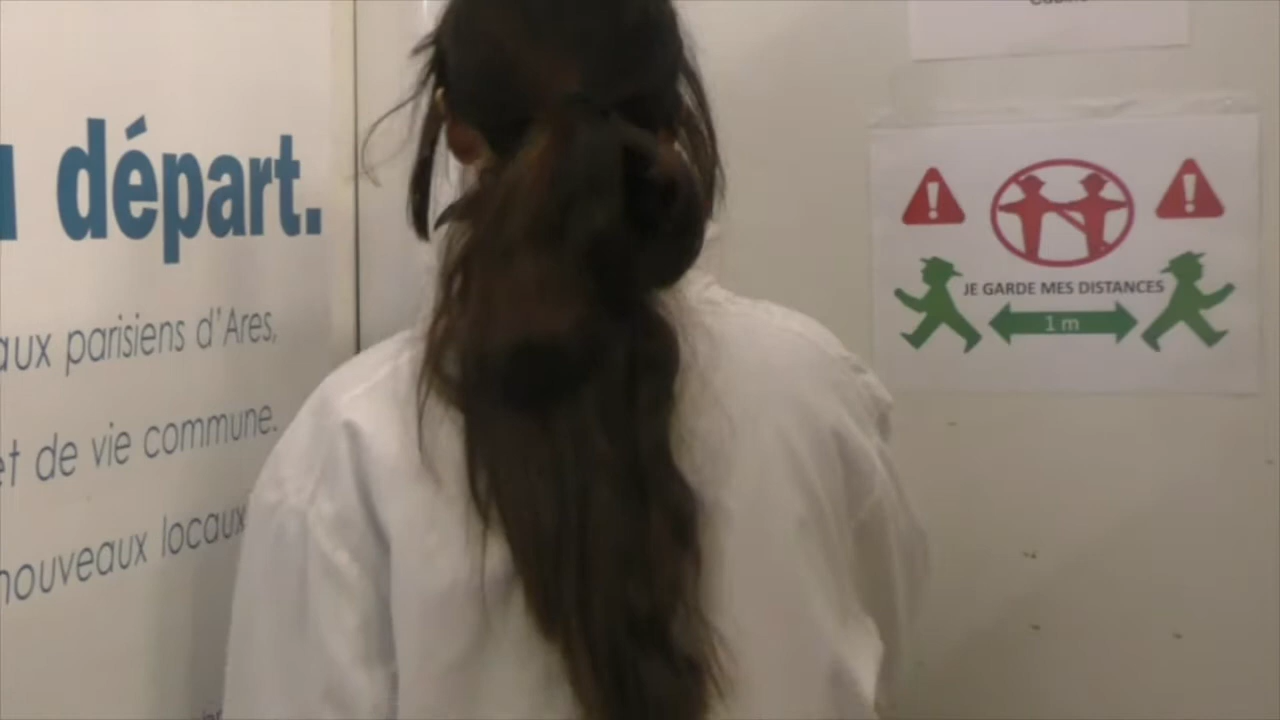 départ.
aux parisiens d'Ares,
et de vie commune.
nouveaux locaux
JE GARDE MES DISTANCES
1 m